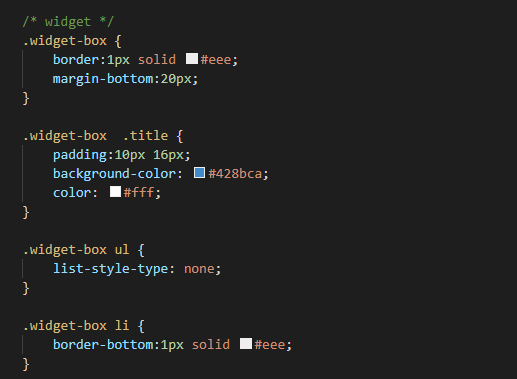 /* widget */
.widget-box {
    border:1px solid #eee;
    margin-bottom:20px;
}

.widget-box  .title {
    padding:10px 16px;
    background-color: #428bca;
    color: #fff;
}

.widget-box ul {
    list-style-type: none;
}

.widget-box li {
    border-bottom:1px solid #eee;
}